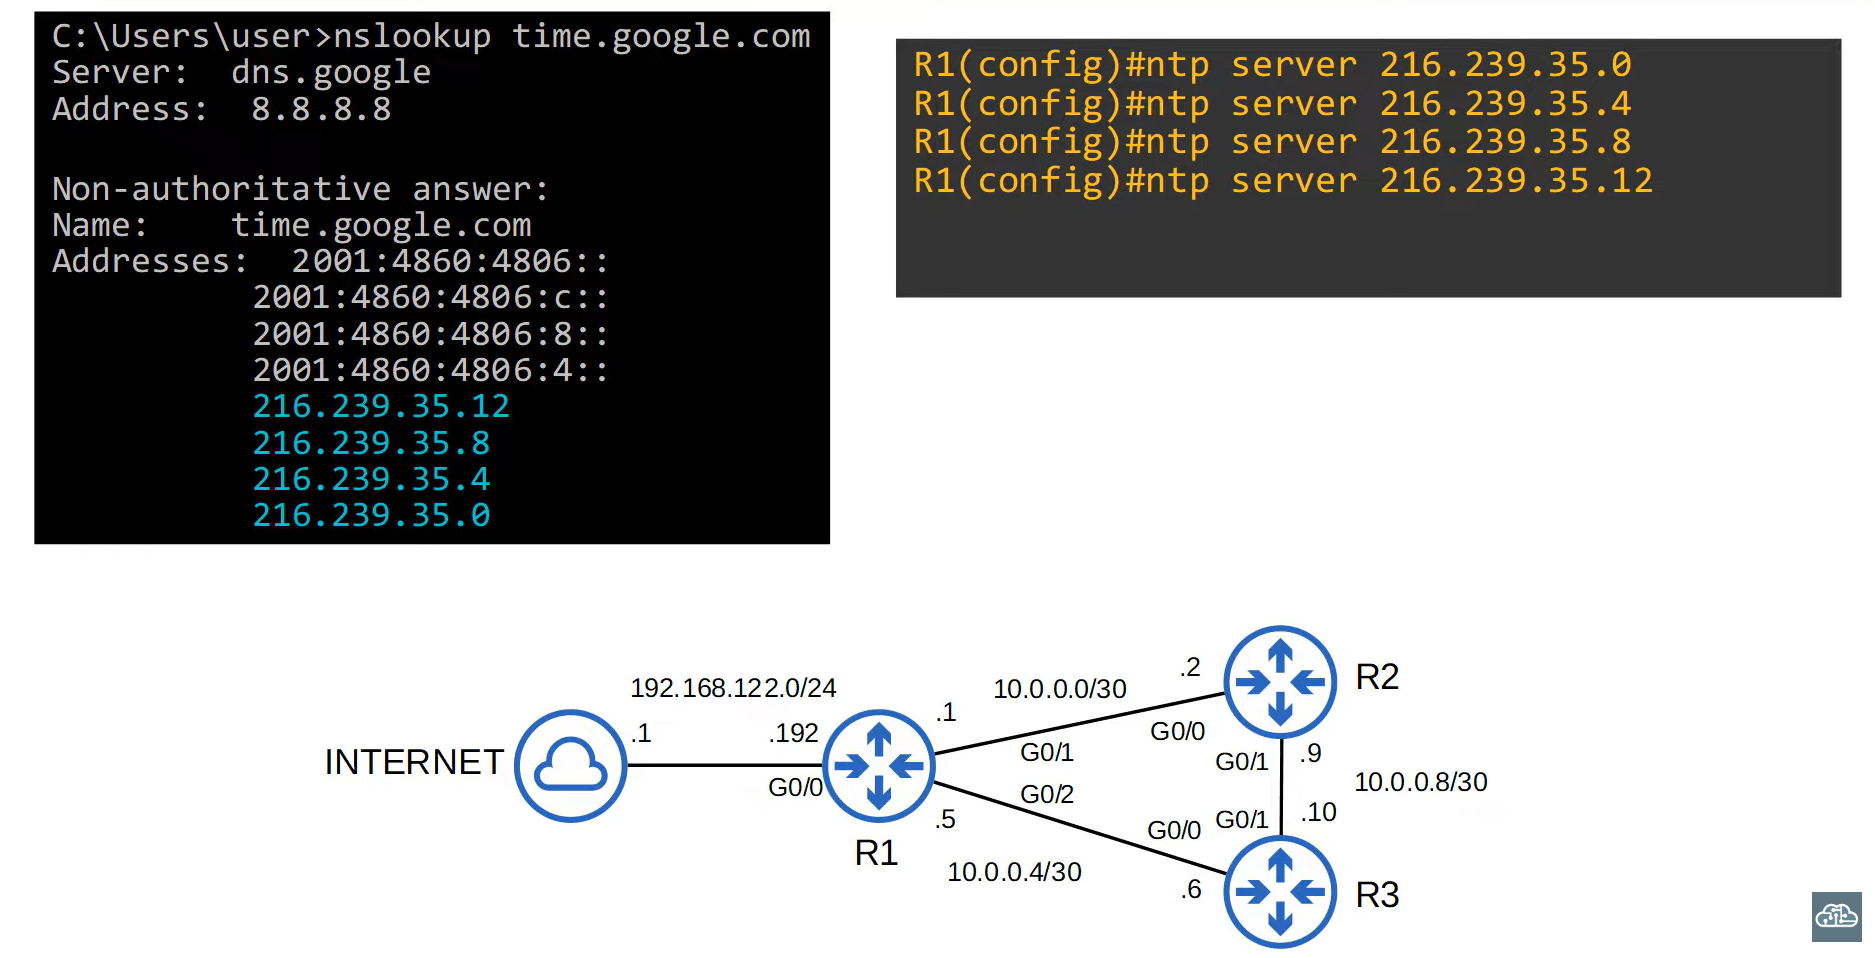 C:\Users\user>nslookup time.google.com
Server:  dns.google
Address:  8.8.8.8
Non-authoritative answer:
Name:    time.google.com
Addresses:  2001:4860:4806::
2001:4860:4806:c::
2001:4860:4806:8::
2001:4860:4806:4::
216.239.35.12
216.239.35.8
216.239.35.4
216.239.35.0
R1(config)#ntp server 216.239.35.0
R1(config)#ntp server 216.239.35.4
R1(config)#ntp server 216.239.35.8
R1(config)#ntp server 216.239.35.12
INTERNET
192.168.122.0/24
.1
.192
G0/0
R1
.1
10.0.0.0/30
.2
G0/1
G0/0
R2
.5
G0/2
10.0.0.4/30
G0/0
.6
G0/1
.9
10.0.0.8/30
G0/1
.10
R3